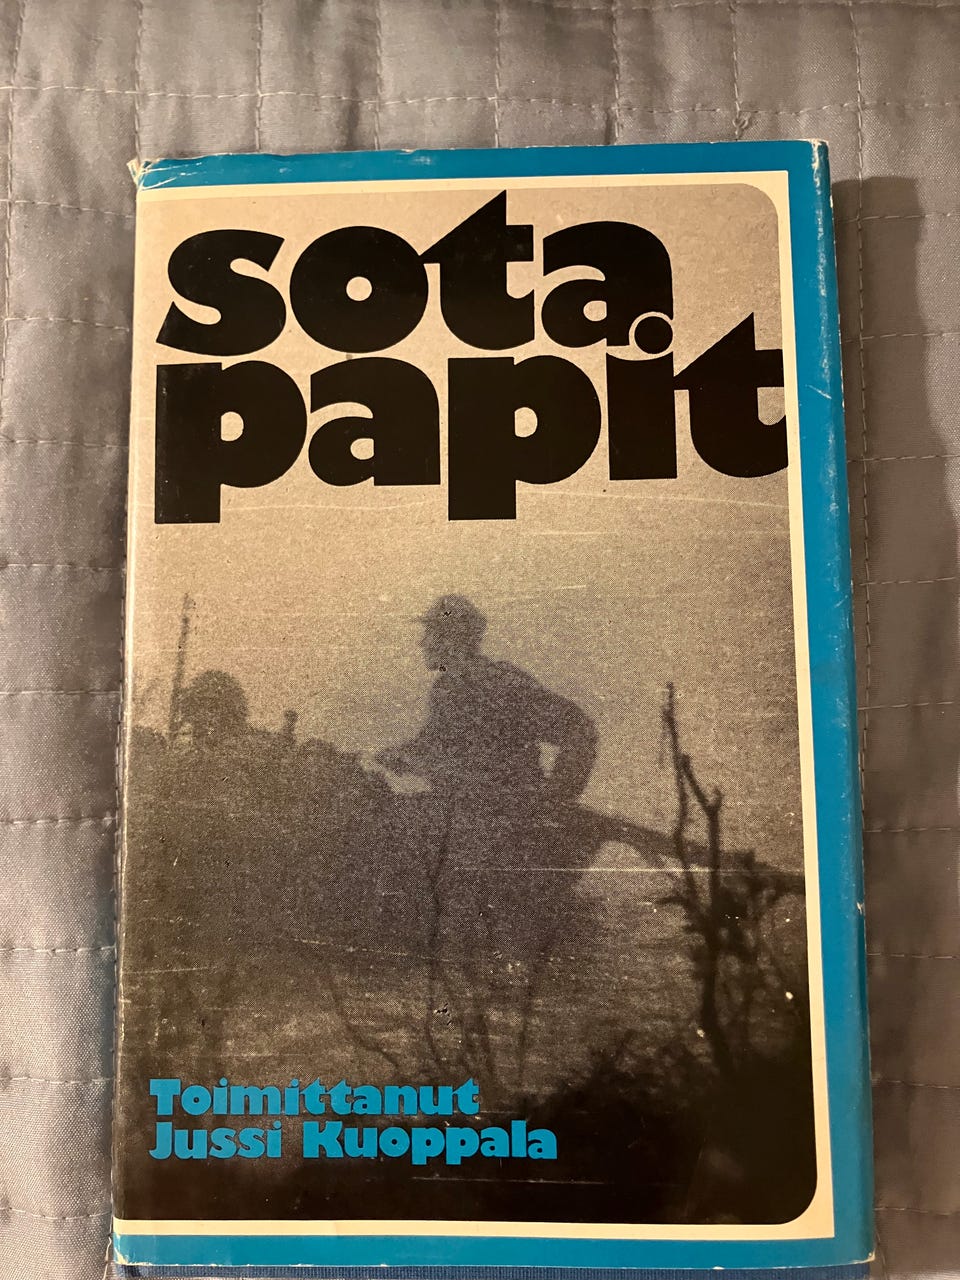 sota
papit
Toimittanut
Jussi Kuoppala